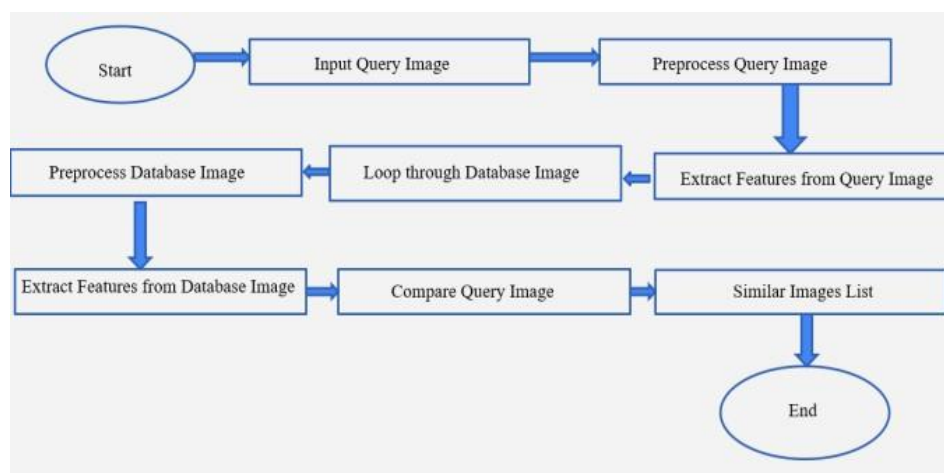 Start
Input Query Image
Preprocess Query Image
Extract Features from Query Image
Loop through Database Image
Preprocess Database Image
Extract Features from Database Image
Compare Query Image
Similar Images List
End